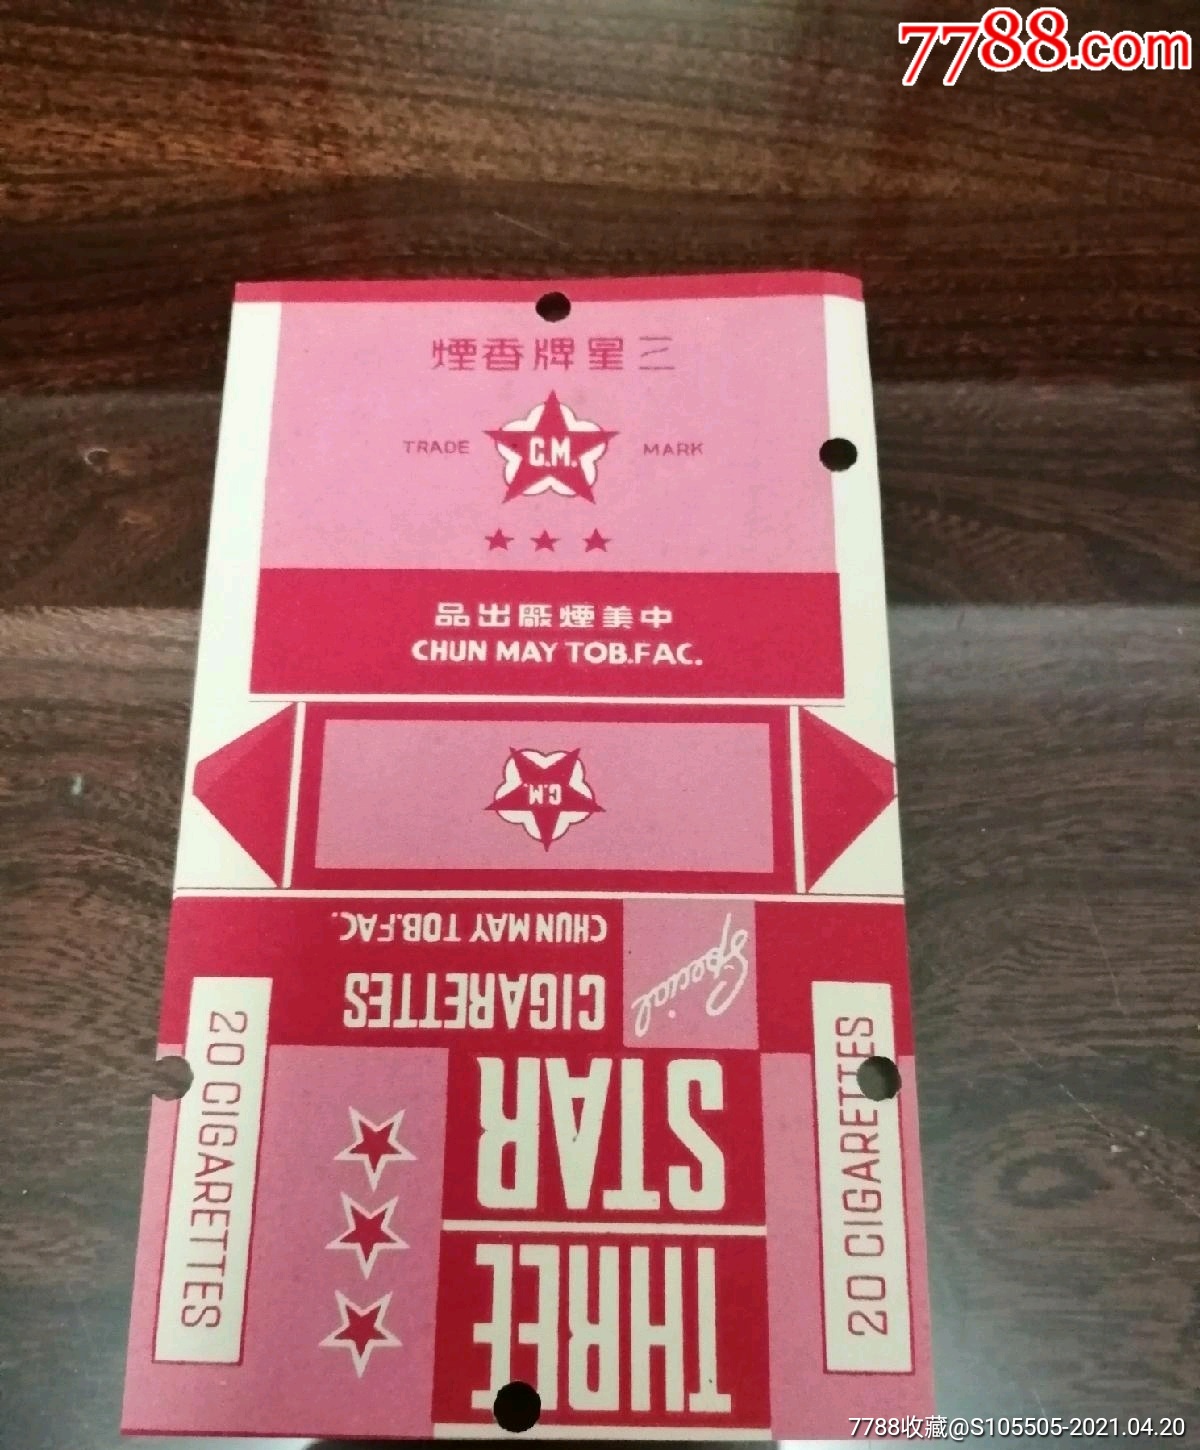 7788.com
三星牌香煙
TRADE MARK
C.M.
中美煙厰出品
CHUN MAY TOB.FAC.
C.M.
CHUN MAY TOB.FAC.
Special
CIGARETTES
THREE
STAR
20 CIGARETTES
20 CIGARETTES
7788收藏@S105505-2021.04.20